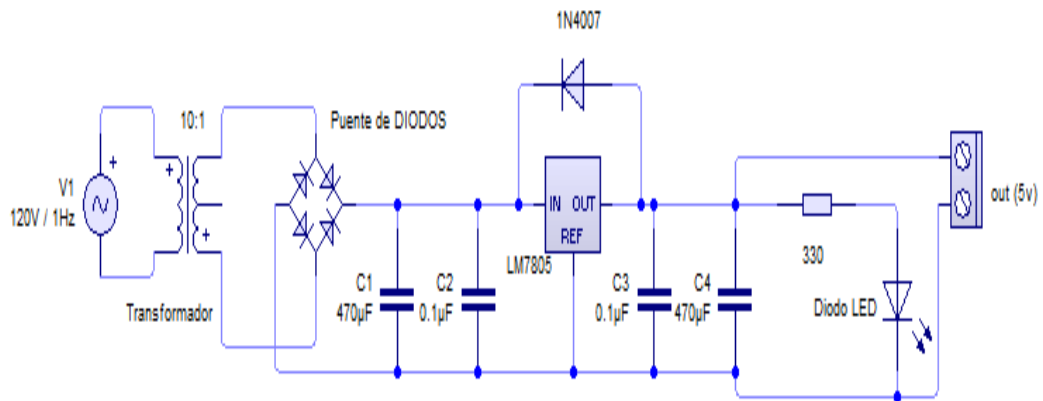 1N4007
10:1
Puente de DIODOS
+
+
+
V1
120V / 1Hz
IN OUT
REF
LM7805
out (5v)
330
C1
470µF
C2
0.1µF
C3
0.1µF
C4
470µF
Transformador
Diodo LED